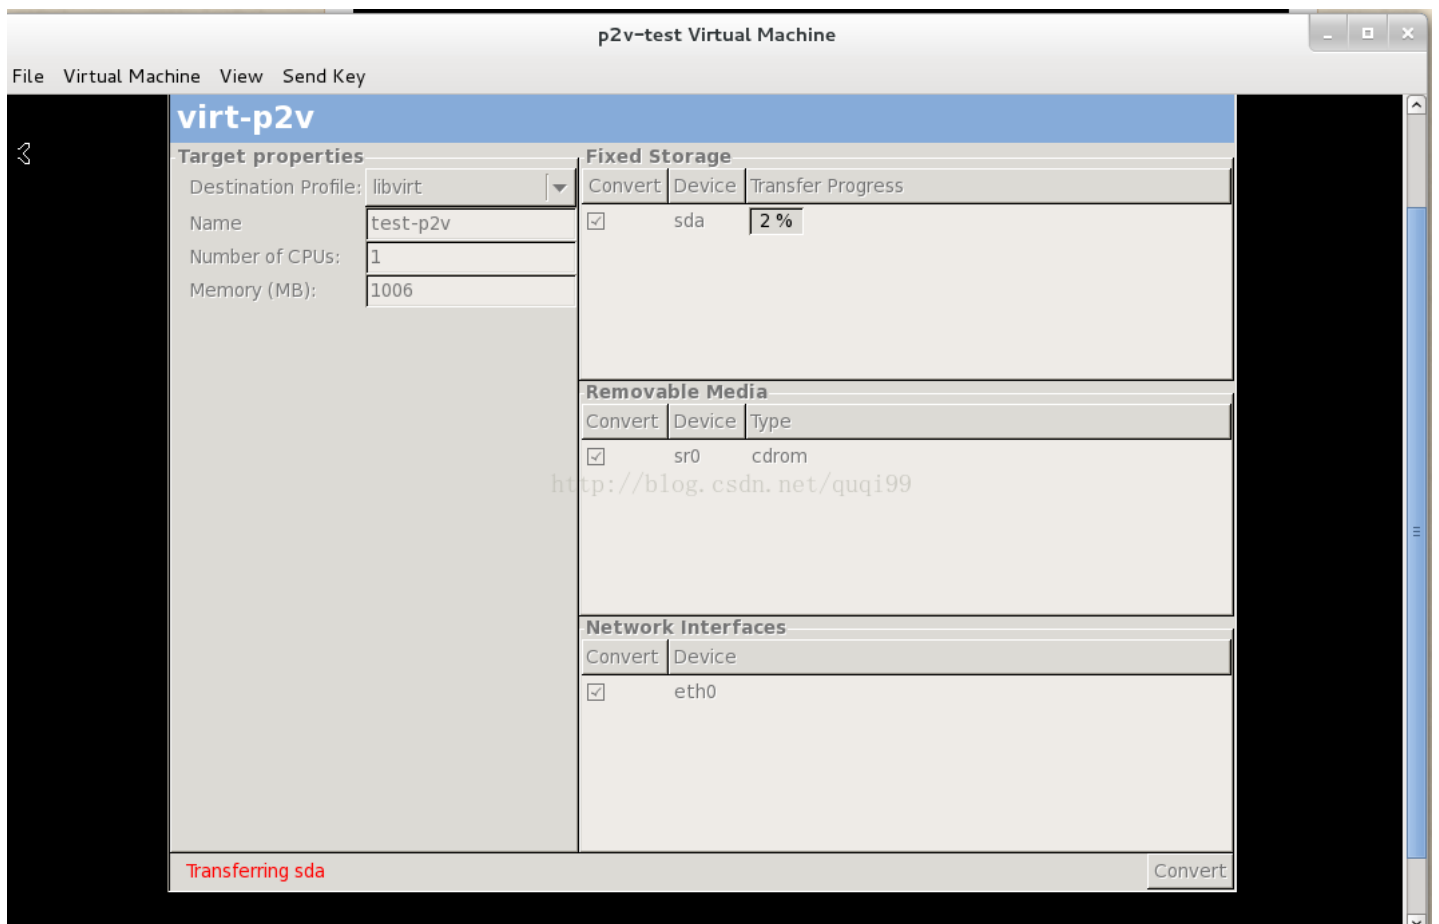 p2v-test Virtual Machine
File Virtual Machine View Send Key
virt-p2v
Target properties
Destination Profile: libvirt
Name test-p2v
Number of CPUs: 1
Memory (MB): 1006
Fixed Storage
Convert Device Transfer Progress
sda 2 %
Removable Media
Convert Device Type
sr0 cdrom
http://blog.csdn.net/quqi99
Network Interfaces
Convert Device
eth0
Transferring sda
Convert